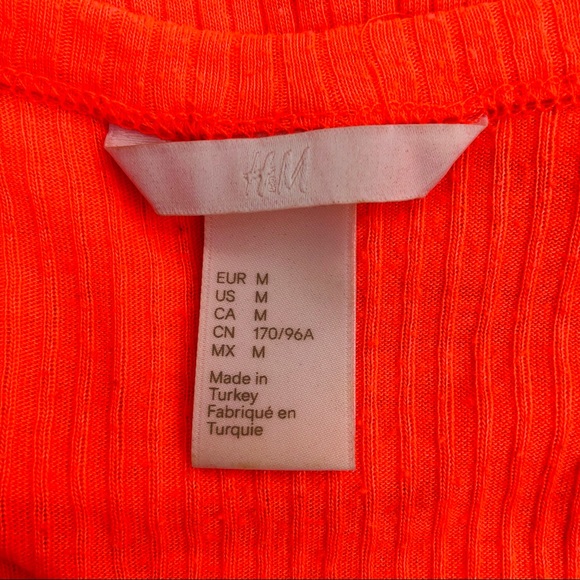 H&M
EUR M
US M
CA M
CN 170/96A
MX M
Made in
Turkey
Fabriqué en
Turquie